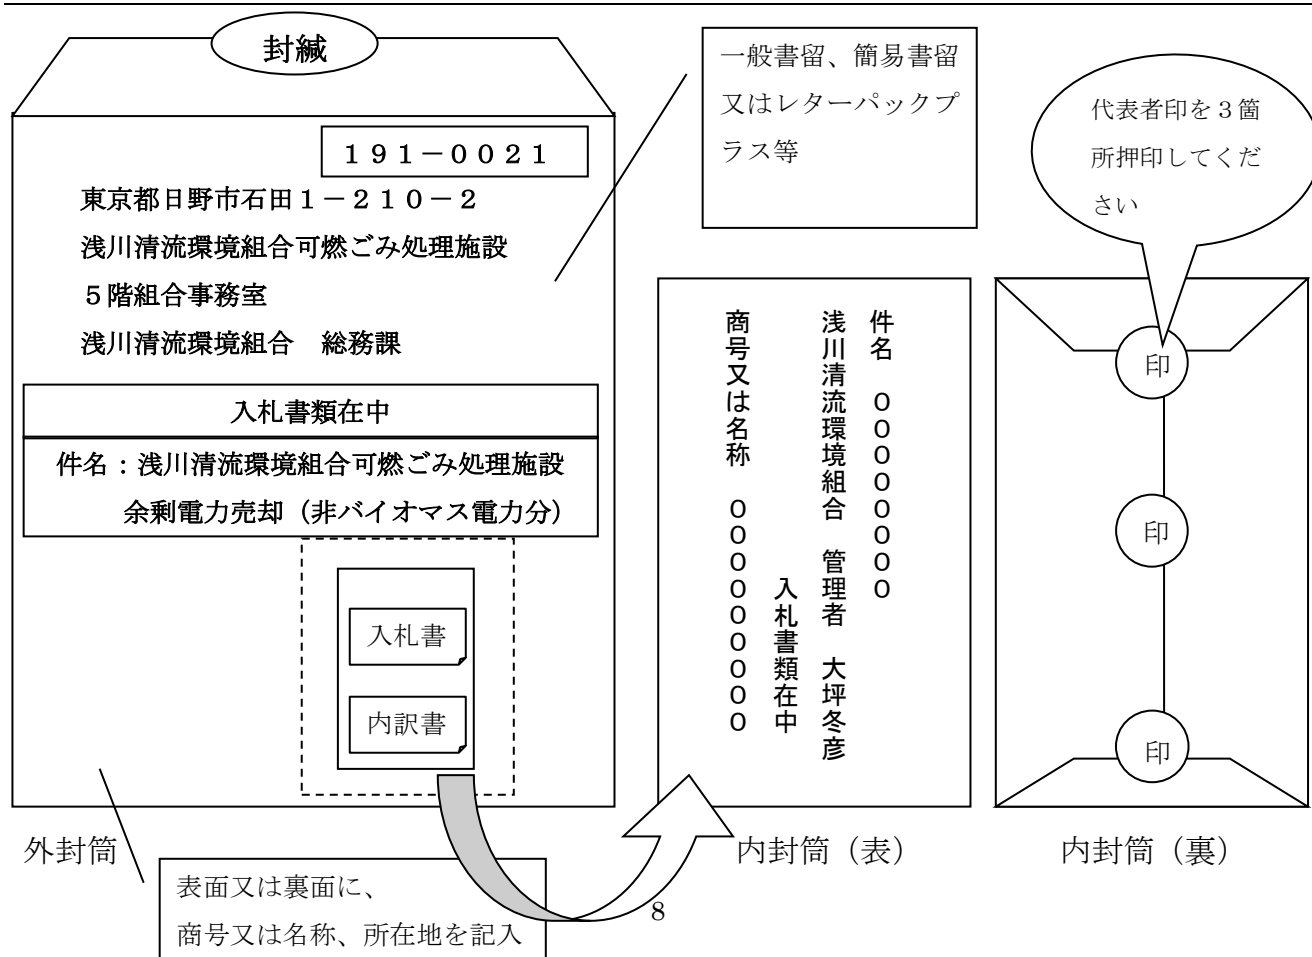 封緘
１９１－００２１
東京都日野市石田１－２１０－２
浅川清流環境組合可燃ごみ処理施設
５階組合事務室
浅川清流環境組合　総務課
入札書類在中
件名：浅川清流環境組合可燃ごみ処理施設
余剰電力売却（非バイオマス電力分）
入札書
内訳書
外封筒
表面又は裏面に、
商号又は名称、所在地を記入
一般書留、簡易書留
又はレターパックプ
ラス等
件名　００００００００
浅川清流環境組合　管理者　大坪冬彦
入札書類在中
商号又は名称　０００００００００
内封筒（表）
代表者印を３箇
所押印してくだ
さい
印
印
印
内封筒（裏）
8